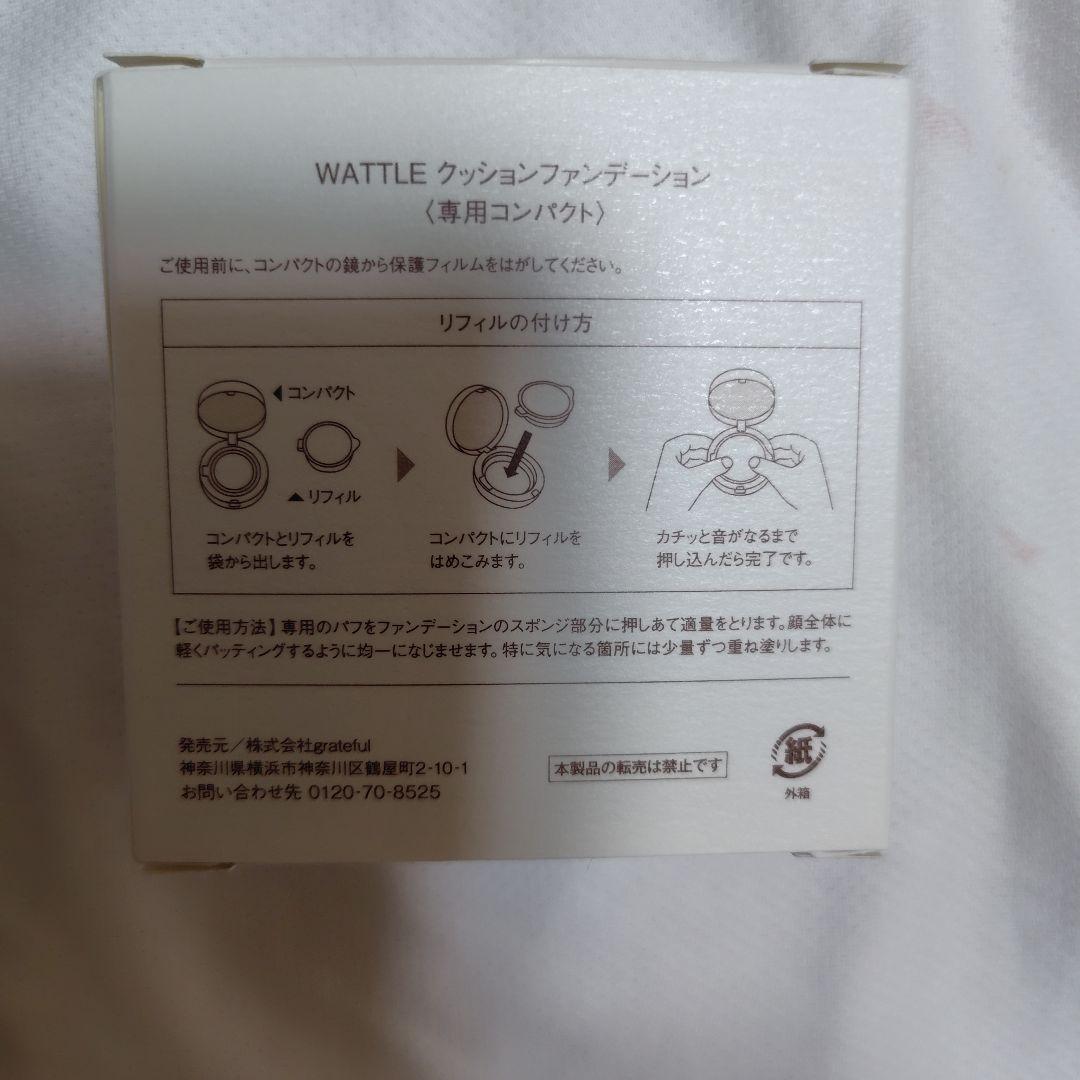 WATTLE クッションファンデーション
〈専用コンパクト〉
ご使用前に、コンパクトの鏡から保護フィルムをはがしてください。
リフィルの付け方
◀ コンパクト
▲ リフィル
コンパクトとリフィルを
袋から出します。
コンパクトにリフィルを
はめこみます。
カチッと音がなるまで
押し込んだら完了です。
【ご使用方法】専用のパフをファンデーションのスポンジ部分に押しあて適量をとります。顔全体に
軽くパッティングするように均一になじませます。特に気になる箇所には少量ずつ重ね塗りします。
発売元/株式会社grateful
神奈川県横浜市神奈川区鶴屋町2-10-1
お問い合わせ先 0120-70-8525
本製品の転売は禁止です
紙
外箱